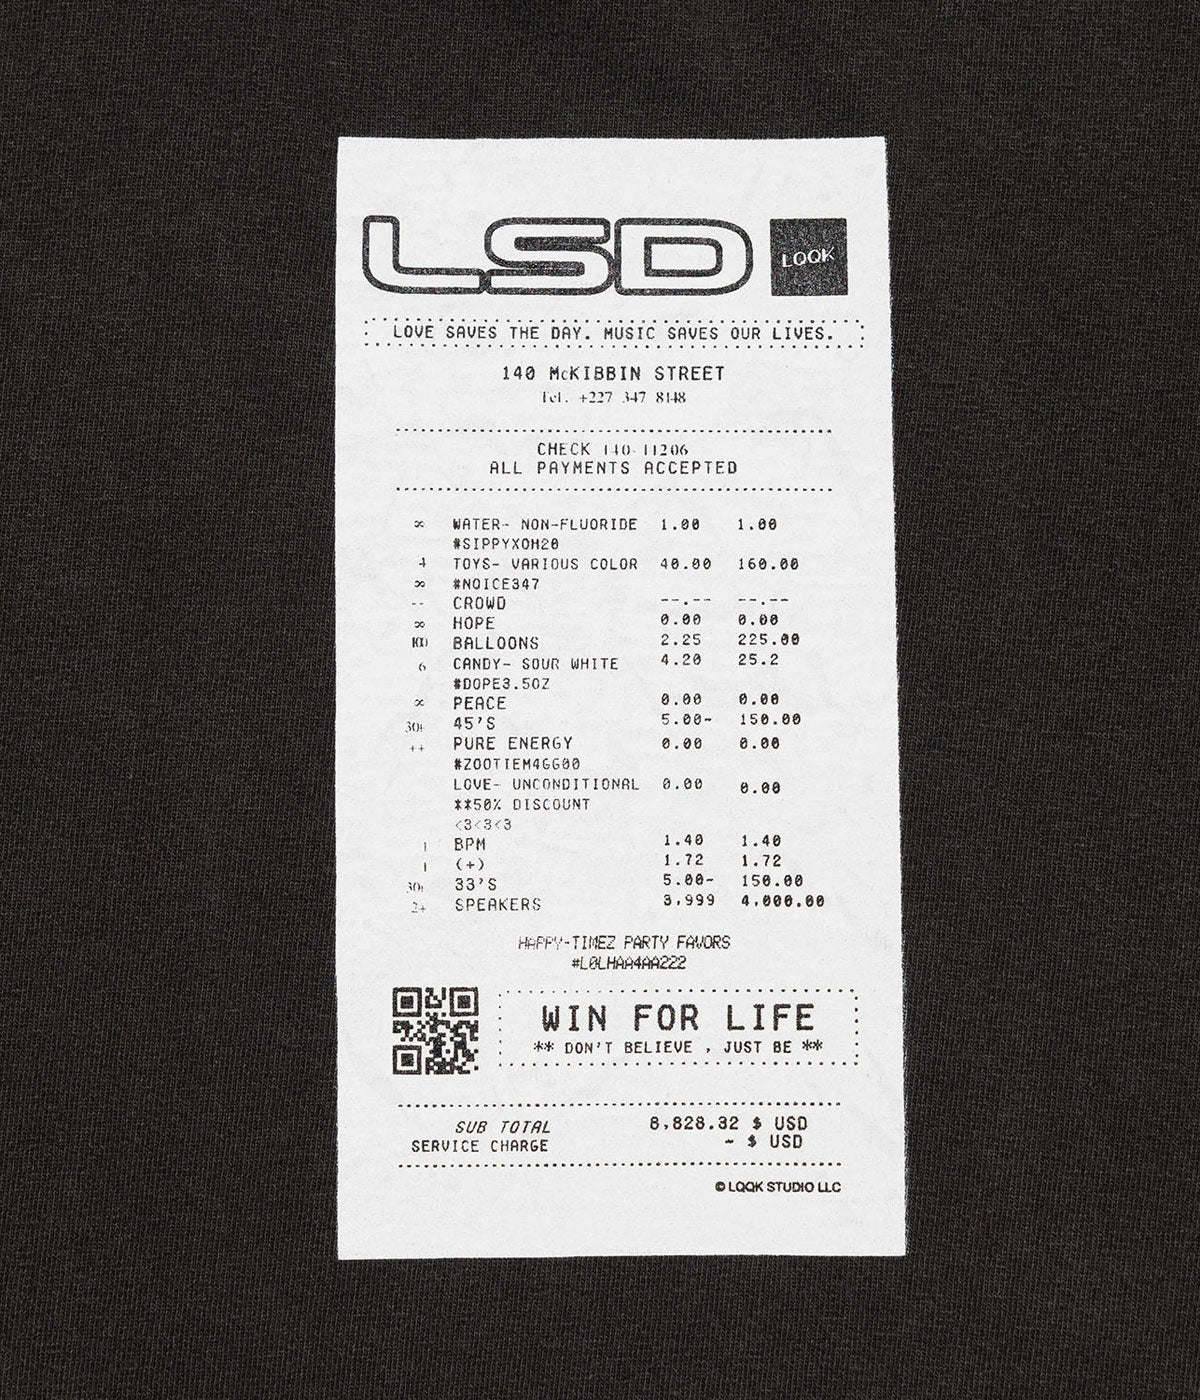 LSD LQQK
LOVE SAVES THE DAY. MUSIC SAVES OUR LIVES.
140 McKIBBIN STREET
Tel. +227 347 8148
CHECK 140-11206
ALL PAYMENTS ACCEPTED
∞ WATER- NON-FLUORIDE 1.00 1.00
#SIPPYXOH20
4 TOYS- VARIOUS COLOR 40.00 160.00
∞ #NOICE347
-- CROWD --.-- --.--
∞ HOPE 0.00 0.00
100 BALLOONS 2.25 225.00
6 CANDY- SOUR WHITE 4.20 25.2
#DOPE3.5OZ
∞ PEACE 0.00 0.00
30+ 45'S 5.00~ 150.00
++ PURE ENERGY 0.00 0.00
#ZOOTIEM4GG00
LOVE- UNCONDITIONAL 0.00 0.00
**50% DISCOUNT
<3<3<3
1 BPM 1.40 1.40
1 (+) 1.72 1.72
30+ 33'S 5.00~ 150.00
2+ SPEAKERS 3,999 4,000.00
HAPPY-TIMEZ PARTY FAVORS
#L0LHAA4AA222
WIN FOR LIFE
** DON'T BELIEVE , JUST BE **
SUB TOTAL 8,828.32 $ USD
SERVICE CHARGE ~ $ USD
© LQQK STUDIO LLC